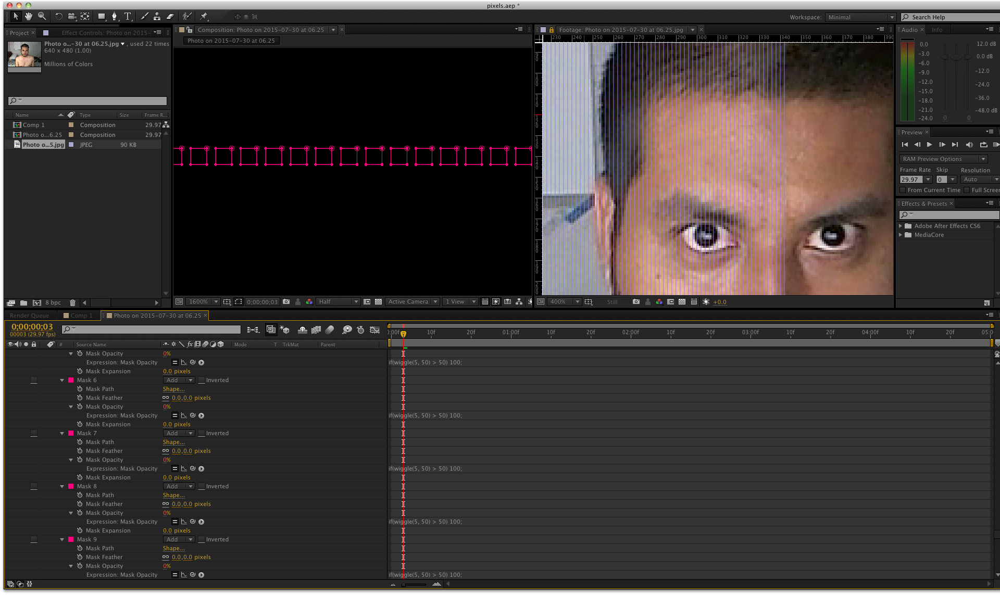 pixels.aep *
Workspace: Minimal
Search Help
Project ×
Effect Controls: Photo on 2015-
Composition: Photo on 2015-07-30 at 06.25 ×
Footage: Photo on 2015-07-30 at 06.25.jpg ×
Audio × Info
Photo on 2015-07-30 at 06.25
Photo o...-30 at 06.25.jpg ▼ , used 22 times
640 x 480 (1.00)
Millions of Colors
230 240 250 260 270 280 290 300 310 320 330 340 350 360 370 380 390
90
100
110
120
130
140
150
160
170
180
190
200
0.0
-3.0
-6.0
-9.0
-12.0
-15.0
-18.0
-21.0
-24.0
12.0 dB
0.0 dB
-12.0
-24.0
-36.0
-48.0 dB
0 0
Name Type Size Frame R...
Comp 1 Composition 29.97
Photo o...6.25 Composition 29.97
Photo o...5.jpg JPEG 90 KB
Preview ×
RAM Preview Options
Frame Rate Skip Resolution
29.97 0 Auto
From Current Time Full Screen
Effects & Presets ×
Adobe After Effects CS6
MediaCore
8 bpc
1600% 0;00;00;03 Half Active Camera 1 View
400% Still +0.0
Render Queue Comp 1 Photo on 2015-07-30 at 06.25 ×
0;00;00;03
00003 (29.97 fps)
):00f 10f 20f 01:00f 10f 20f 02:00f 10f 20f 03:00f 10f 20f 04:00f 10f 20f 05:0
# Source Name fx Mode T TrkMat Parent
Mask Opacity 0%
Expression: Mask Opacity if(wiggle(5, 50) > 50) 100;
Mask Expansion 0.0 pixels
Mask 6 Add Inverted
Mask Path Shape...
Mask Feather 0.0,0.0 pixels
Mask Opacity 0%
Expression: Mask Opacity if(wiggle(5, 50) > 50) 100;
Mask Expansion 0.0 pixels
Mask 7 Add Inverted
Mask Path Shape...
Mask Feather 0.0,0.0 pixels
Mask Opacity 0%
Expression: Mask Opacity if(wiggle(5, 50) > 50) 100;
Mask Expansion 0.0 pixels
Mask 8 Add Inverted
Mask Path Shape...
Mask Feather 0.0,0.0 pixels
Mask Opacity 0%
Expression: Mask Opacity if(wiggle(5, 50) > 50) 100;
Mask Expansion 0.0 pixels
Mask 9 Add Inverted
Mask Path Shape...
Mask Feather 0.0,0.0 pixels
Mask Opacity 0%
Expression: Mask Opacity if(wiggle(5, 50) > 50) 100;